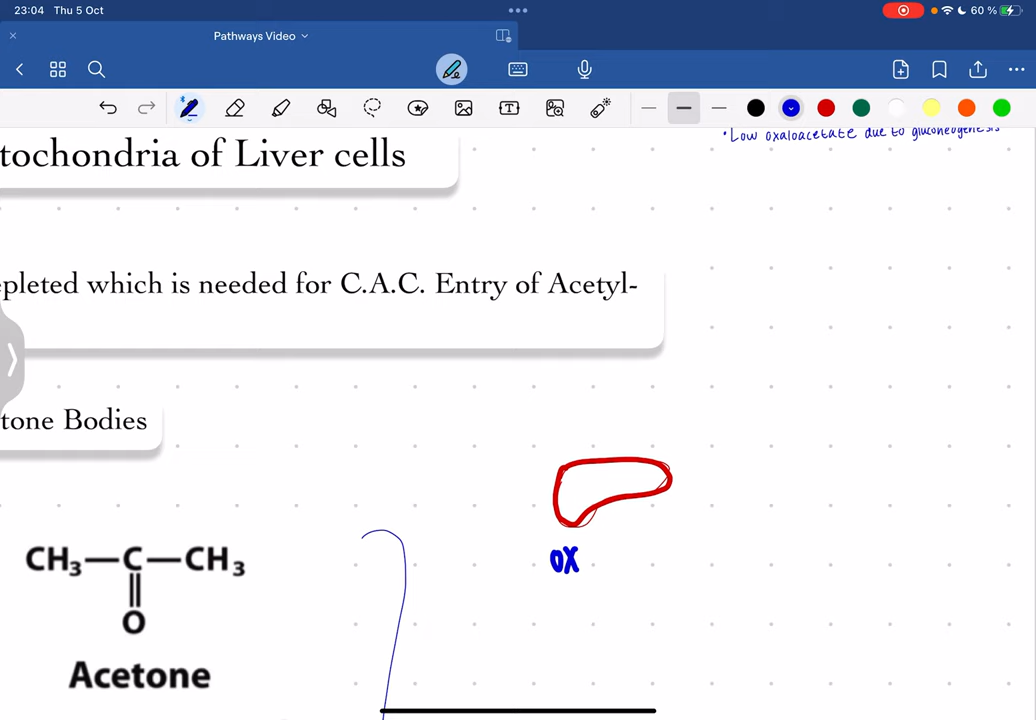 23:04 Thu 5 Oct
60 %
Pathways Video
• Low oxaloacetate due to gluconeogenesis
tochondria of Liver cells
epleted which is needed for C.A.C. Entry of Acetyl-
tone Bodies
OX
CH₃—C—CH₃
O
Acetone